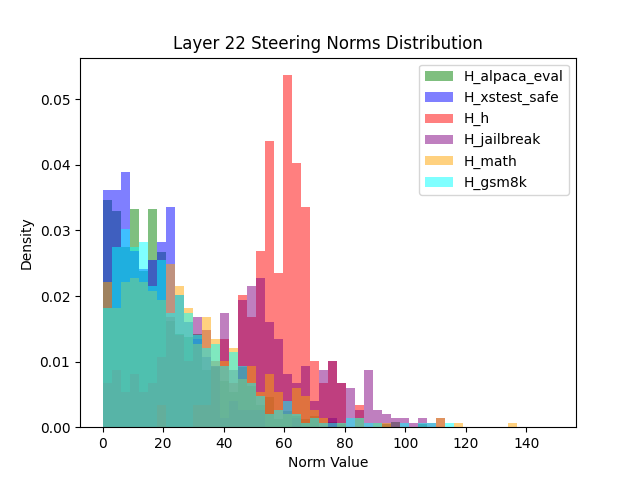 Layer 22 Steering Norms Distribution
H_alpaca_eval
H_xstest_safe
H_h
H_jailbreak
H_math
H_gsm8k
0.05
0.04
0.03
0.02
0.01
0.00
Density
0 20 40 60 80 100 120 140
Norm Value